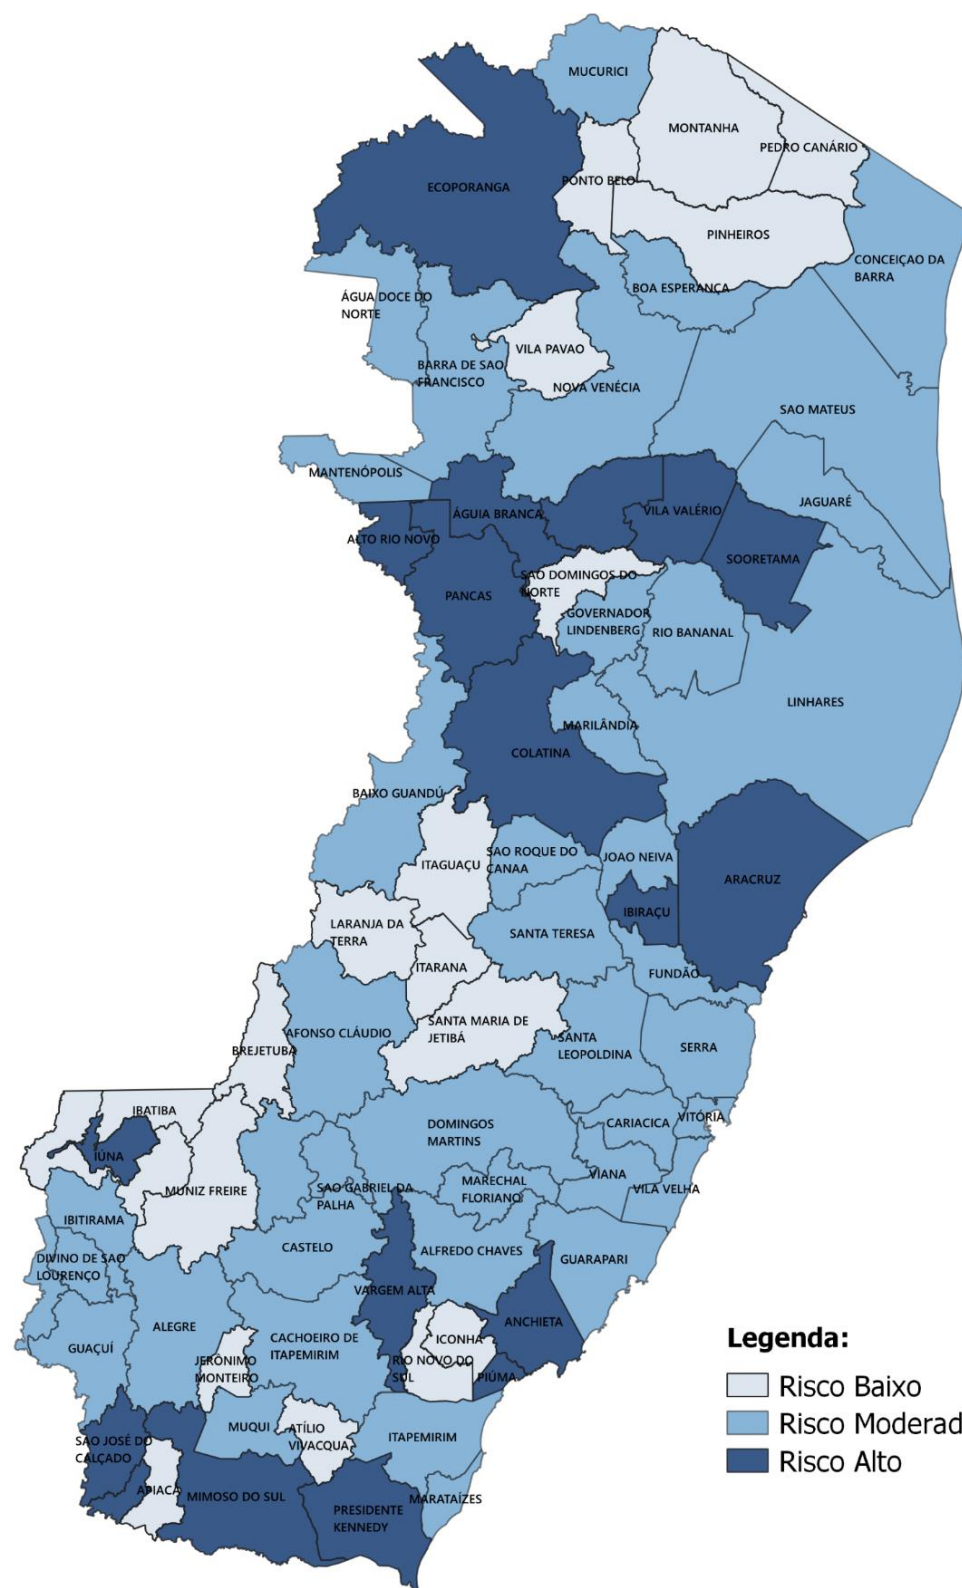 MUCURICI
MONTANHA
PEDRO CANÁRIO
ECOPORANGA
PONTO BELO
PINHEIROS
CONCEIÇAO DA
BARRA
BOA ESPERANÇA
ÁGUA DOCE DO
NORTE
VILA PAVAO
BARRA DE SAO
FRANCISCO
NOVA VENÉCIA
SAO MATEUS
MANTENÓPOLIS
JAGUARÉ
ÁGUIA BRANCA
VILA VALÉRIO
ALTO RIO NOVO
SOORETAMA
SAO DOMINGOS DO
NORTE
PANCAS
GOVERNADOR
LINDENBERG
RIO BANANAL
LINHARES
MARILÂNDIA
COLATINA
BAIXO GUANDÚ
SAO ROQUE DO
CANAA
JOAO NEIVA
ITAGUAÇU
ARACRUZ
IBIRAÇU
LARANJA DA
TERRA
SANTA TERESA
ITARANA
FUNDÃO
SANTA MARIA DE
JETIBÁ
AFONSO CLÁUDIO
SANTA
LEOPOLDINA
SERRA
BREJETUBA
IBATIBA
DOMINGOS
MARTINS
CARIACICA
VITÓRIA
IÚNA
VIANA
MARECHAL
FLORIANO
SAO GABRIEL DA
PALHA
MUNIZ FREIRE
VILA VELHA
IBITIRAMA
CASTELO
ALFREDO CHAVES
GUARAPARI
DIVINO DE SAO
LOURENÇO
VARGEM ALTA
ANCHIETA
ALEGRE
GUAÇUÍ
CACHOEIRO DE
ITAPEMIRIM
ICONHA
JERÔNIMO
MONTEIRO
RIO NOVO DO
SUL
PIÚMA
MUQUI
ATÍLIO
VIVACQUA
ITAPEMIRIM
SAO JOSÉ DO
CALÇADO
APIACÁ
MIMOSO DO SUL
MARATAÍZES
PRESIDENTE
KENNEDY
Legenda:
Risco Baixo
Risco Moderad
Risco Alto